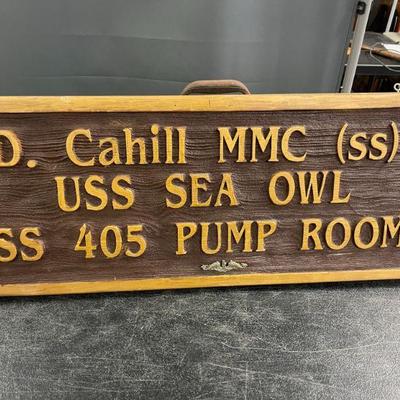 D. Cahill MMC (ss)
USS SEA OWL
SS 405 PUMP ROOM